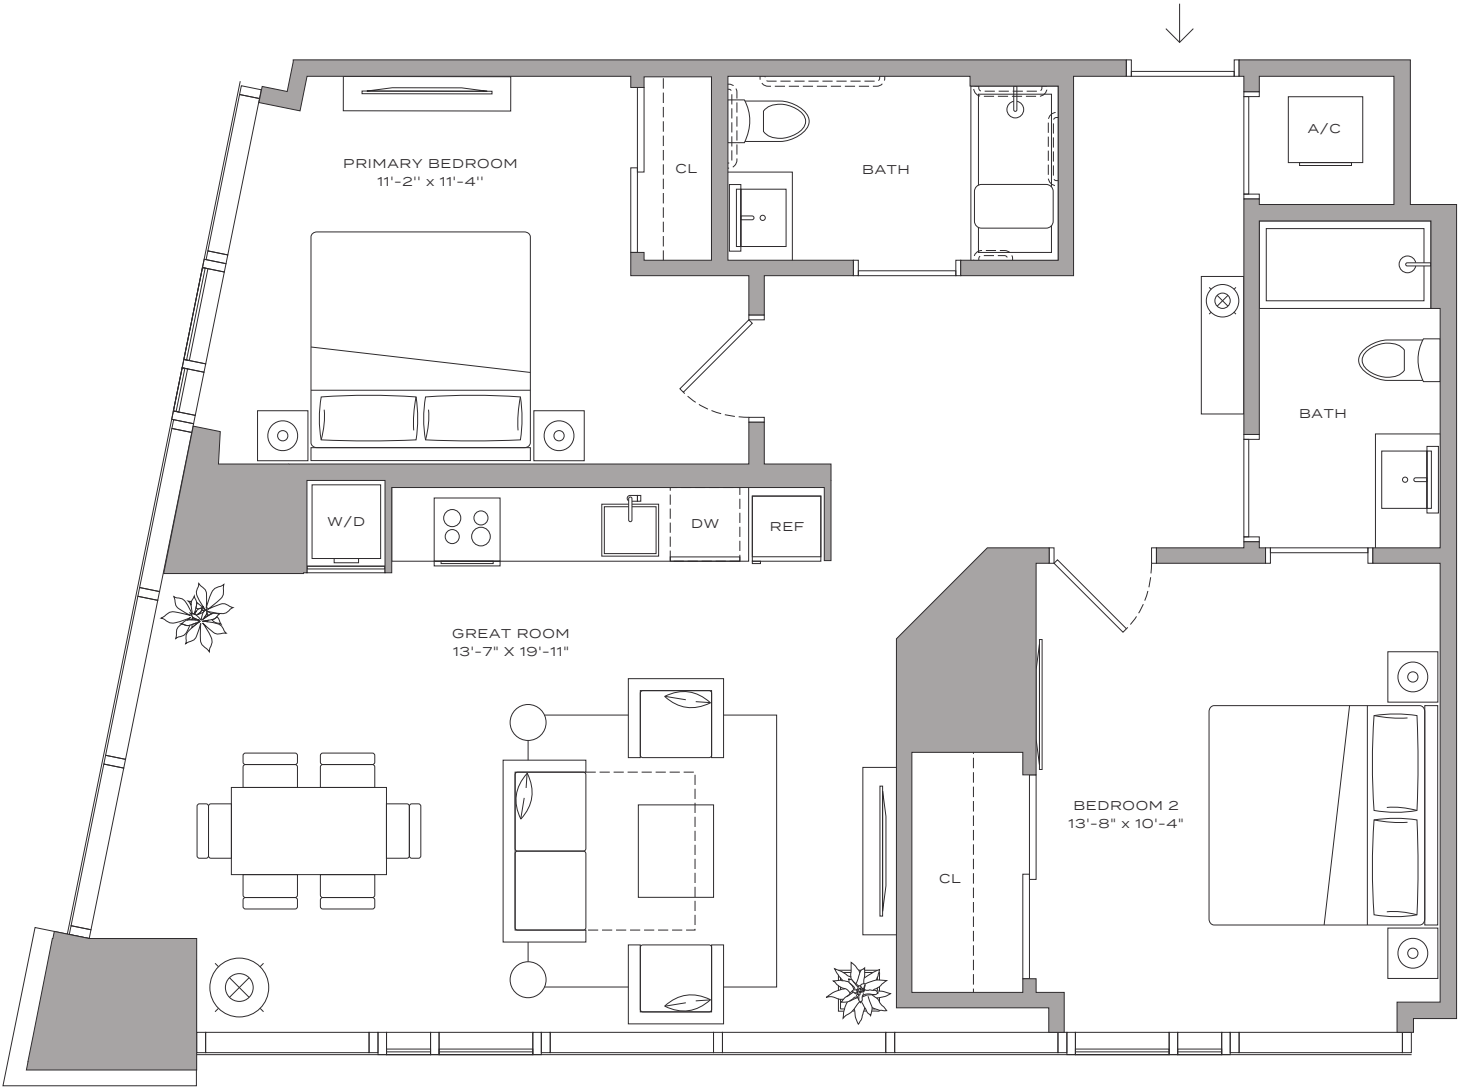 A/C
PRIMARY BEDROOM
11'-2'' x 11'-4''
CL
BATH
BATH
W/D
DW
REF
GREAT ROOM
13'-7" X 19'-11"
BEDROOM 2
13'-8" x 10'-4"
CL